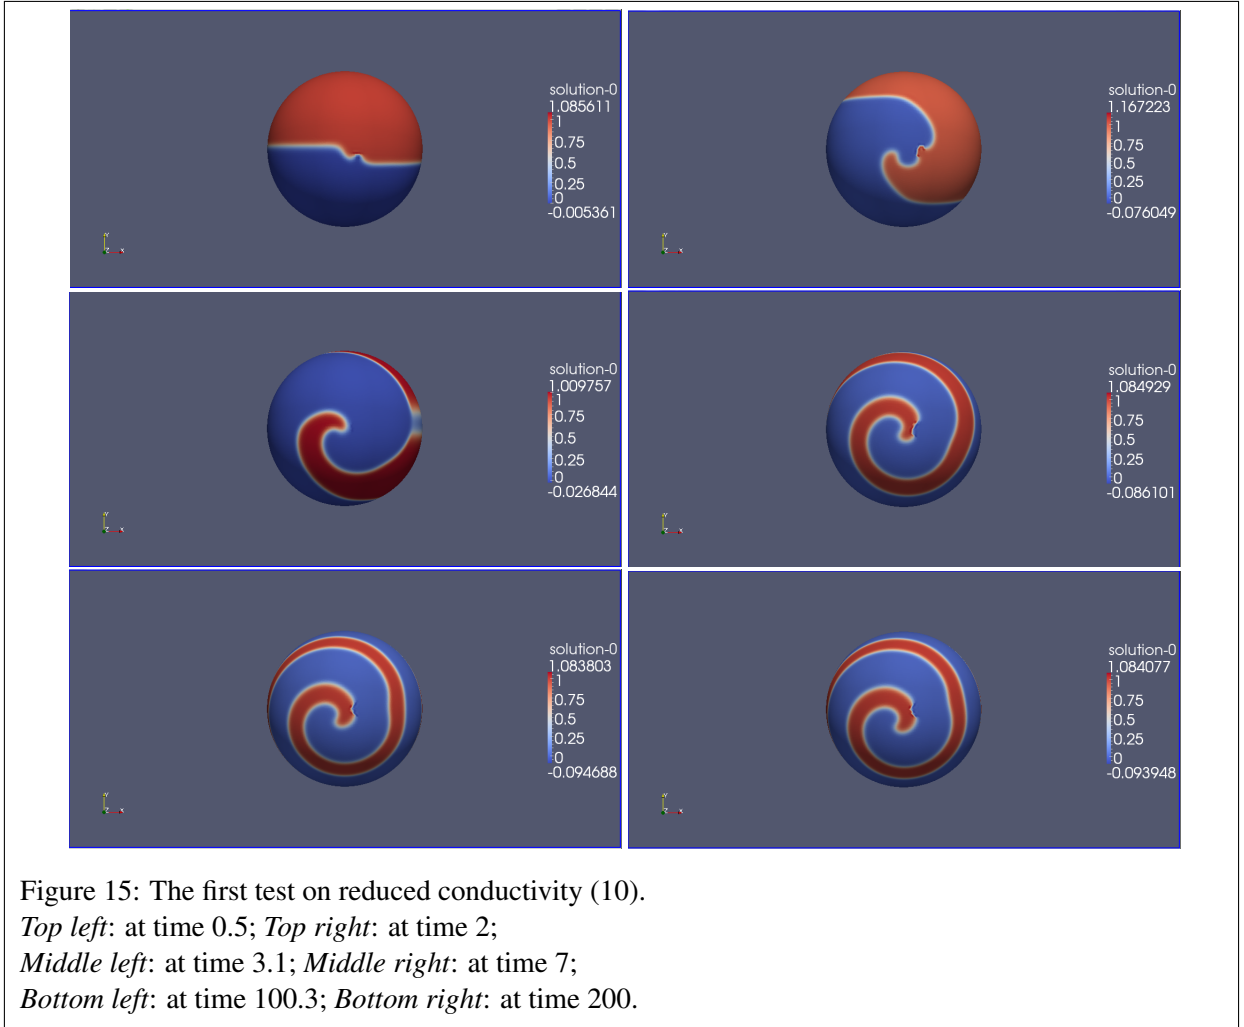 solution-0
1.085611
1
0.75
0.5
0.25
0
-0.005361
Y
Z
X
solution-0
1.167223
1
0.75
0.5
0.25
0
-0.076049
Y
Z
X
solution-0
1.009757
1
0.75
0.5
0.25
0
-0.026844
Y
Z
X
solution-0
1.084929
1
0.75
0.5
0.25
0
-0.086101
Y
Z
X
solution-0
1.083803
1
0.75
0.5
0.25
0
-0.094688
Y
Z
X
solution-0
1.084077
1
0.75
0.5
0.25
0
-0.093948
Y
Z
X
Figure 15: The first test on reduced conductivity (10).
Top left: at time 0.5; Top right: at time 2;
Middle left: at time 3.1; Middle right: at time 7;
Bottom left: at time 100.3; Bottom right: at time 200.